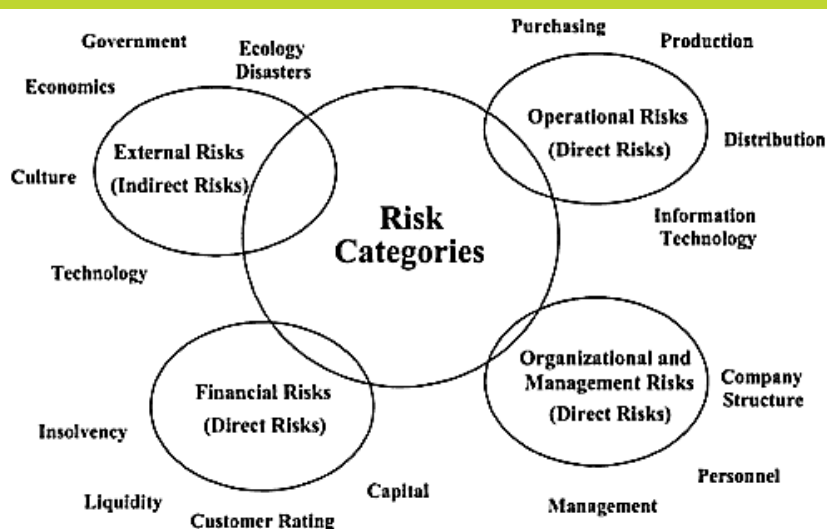 Government
Ecology
Disasters
Economics
External Risks
(Indirect Risks)
Culture
Technology
Purchasing
Production
Operational Risks
(Direct Risks)
Distribution
Information
Technology
Risk
Categories
Financial Risks
(Direct Risks)
Insolvency
Liquidity
Customer Rating
Capital
Organizational and
Management Risks
(Direct Risks)
Company
Structure
Personnel
Management